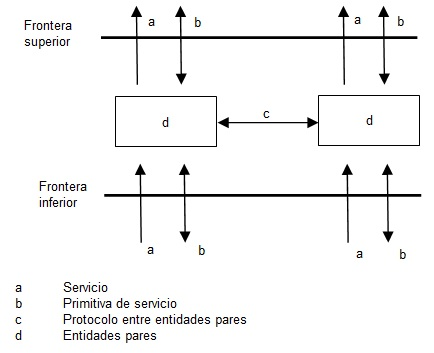 a b a b
Frontera
superior
c
d d
Frontera
inferior
a b a b
a Servicio
b Primitiva de servicio
c Protocolo entre entidades pares
d Entidades pares